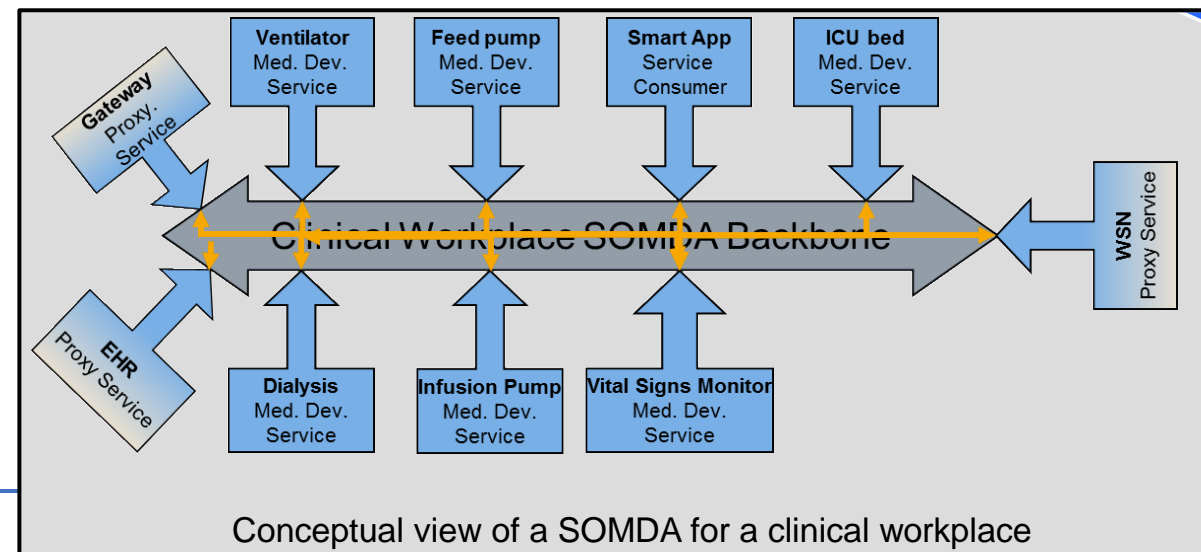 Ventilator
Med. Dev.
Service
Feed pump
Med. Dev.
Service
Smart App
Service
Consumer
ICU bed
Med. Dev.
Service
Gateway
Proxy.
Service
Clinical Workplace SOMDA Backbone
WSN
Proxy Service
EHR
Proxy Service
Dialysis
Med. Dev.
Service
Infusion Pump
Med. Dev.
Service
Vital Signs Monitor
Med. Dev.
Service
Conceptual view of a SOMDA for a clinical workplace